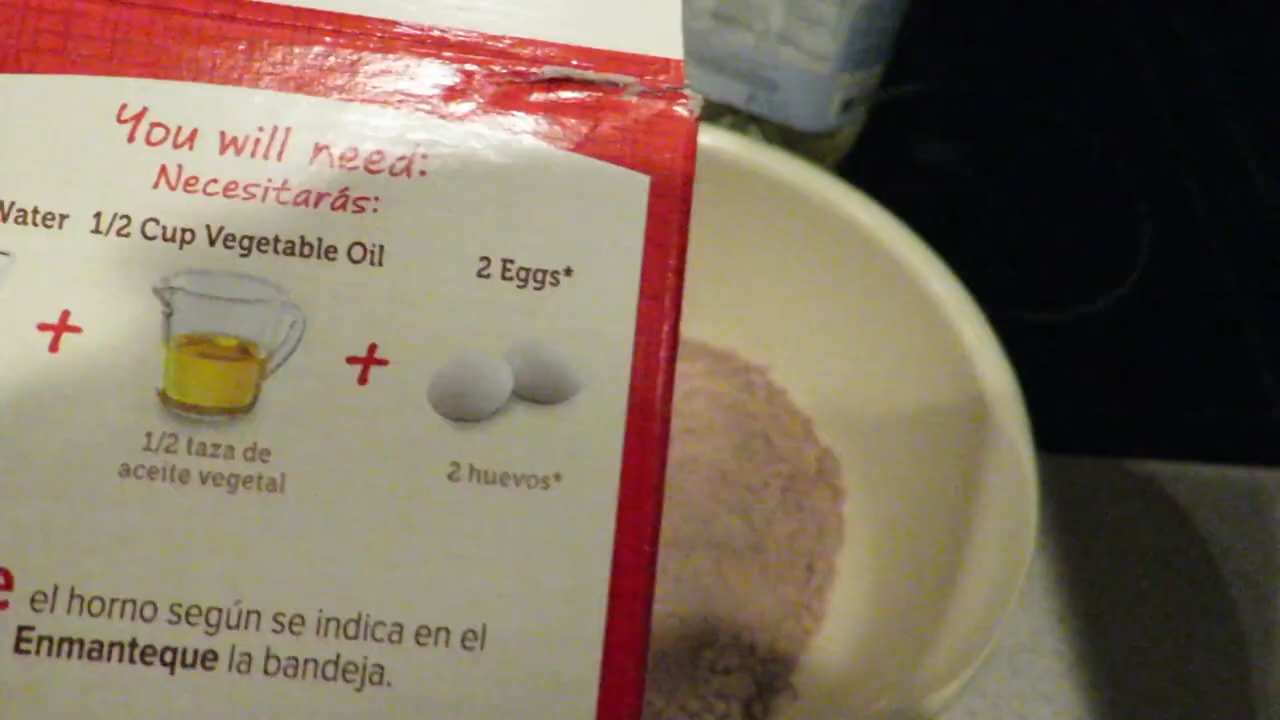 You will need:
Necesitarás:
Water 1/2 Cup Vegetable Oil
2 Eggs*
+
+
1/2 taza de
aceite vegetal
2 huevos*
el horno según se indica en el
Enmanteque la bandeja.